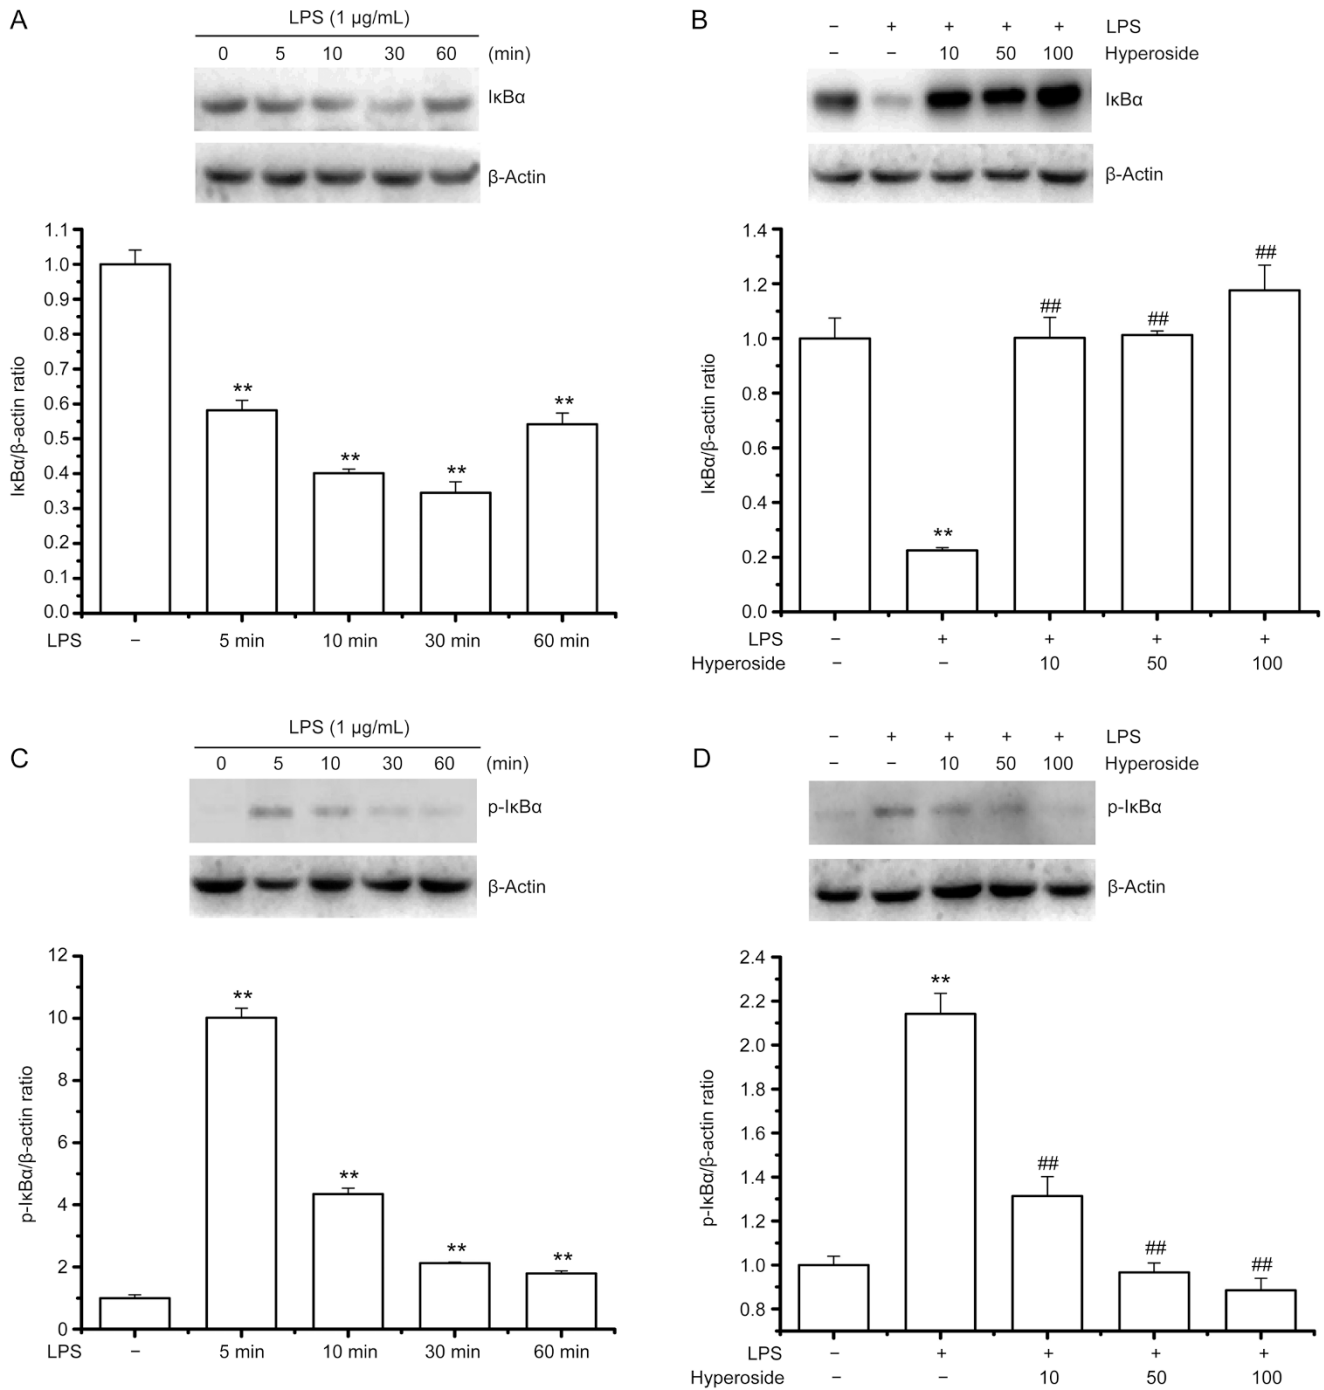 A
LPS (1 μg/mL)
0 5 10 30 60 (min)
IκBα
β-Actin
1.1
1.0
0.9
0.8
0.7
0.6
0.5
0.4
0.3
0.2
0.1
0.0
IκBα/β-actin ratio
** ** ** **
LPS – 5 min 10 min 30 min 60 min
B
– + + + + LPS
– – 10 50 100 Hyperoside
IκBα
β-Actin
1.4
1.2
1.0
0.8
0.6
0.4
0.2
0.0
IκBα/β-actin ratio
** ## ## ##
LPS – + + + +
Hyperoside – – 10 50 100
C
LPS (1 μg/mL)
0 5 10 30 60 (min)
p-IκBα
β-Actin
12
10
8
6
4
2
0
p-IκBα/β-actin ratio
** ** ** **
LPS – 5 min 10 min 30 min 60 min
D
– + + + + LPS
– – 10 50 100 Hyperoside
p-IκBα
β-Actin
2.4
2.2
2.0
1.8
1.6
1.4
1.2
1.0
0.8
p-IκBα/β-actin ratio
** ## ## ##
LPS – + + + +
Hyperoside – – 10 50 100